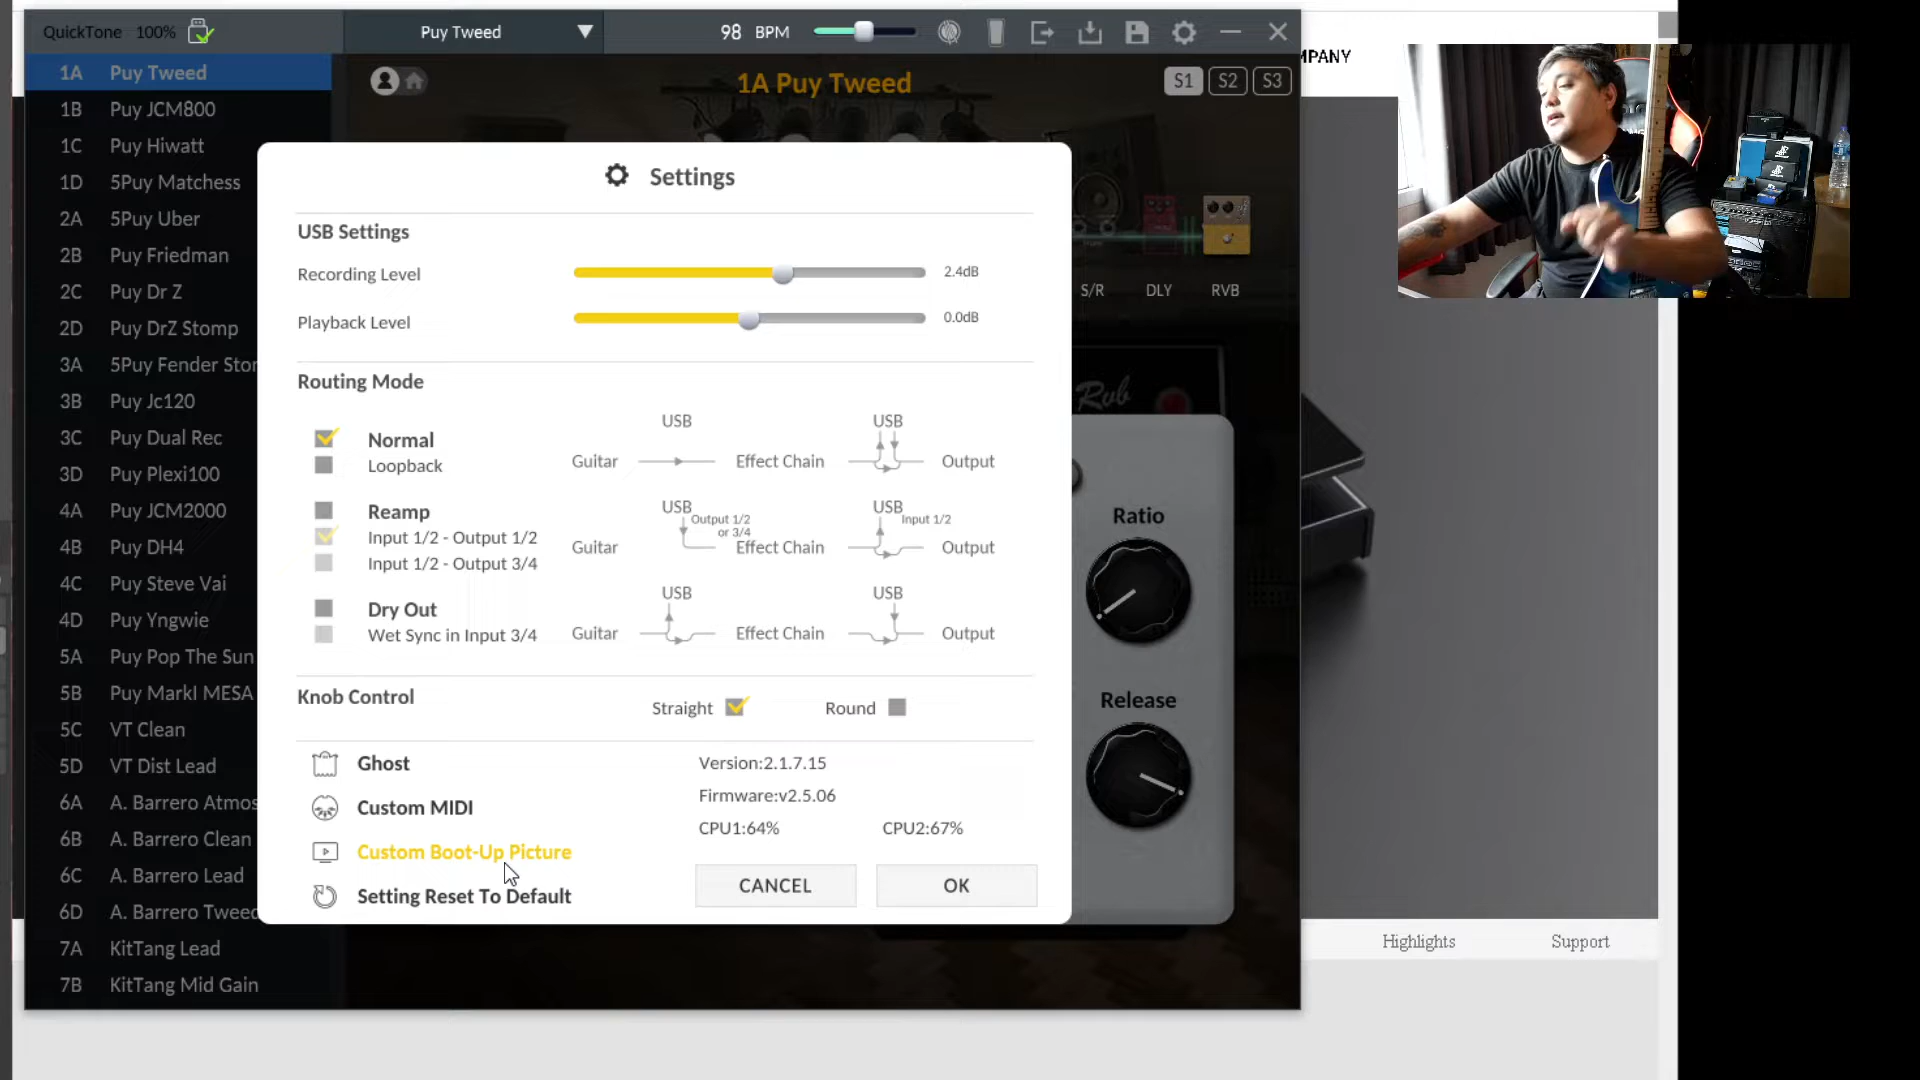 QuickTone 100%
Puy Tweed
98 BPM
MPANY
1A Puy Tweed
1A Puy Tweed
S1 S2 S3
1B Puy JCM800
1C Puy Hiwatt
1D 5Puy Matchess
2A 5Puy Uber
2B Puy Friedman
2C Puy Dr Z
2D Puy DrZ Stomp
3A 5Puy Fender Stor
3B Puy Jc120
3C Puy Dual Rec
3D Puy Plexi100
4A Puy JCM2000
4B Puy DH4
4C Puy Steve Vai
4D Puy Yngwie
5A Puy Pop The Sun
5B Puy MarkI MESA
5C VT Clean
5D VT Dist Lead
6A A. Barrero Atmos
6B A. Barrero Clean
6C A. Barrero Lead
6D A. Barrero Tweed
7A KitTang Lead
7B KitTang Mid Gain
Settings
USB Settings
Recording Level 2.4dB
Playback Level 0.0dB
Routing Mode
USB USB
Normal
Loopback
Guitar Effect Chain Output
USB USB
Reamp
Output 1/2 or 3/4
Input 1/2
Input 1/2 - Output 1/2
Guitar Effect Chain Output
Input 1/2 - Output 3/4
USB USB
Dry Out
Wet Sync in Input 3/4
Guitar Effect Chain Output
Knob Control
Straight Round
Ghost
Custom MIDI
Custom Boot-Up Picture
Setting Reset To Default
Version:2.1.7.15
Firmware:v2.5.06
CPU1:64% CPU2:67%
CANCEL OK
S/R DLY RVB
Rvb
Ratio
Release
Highlights Support